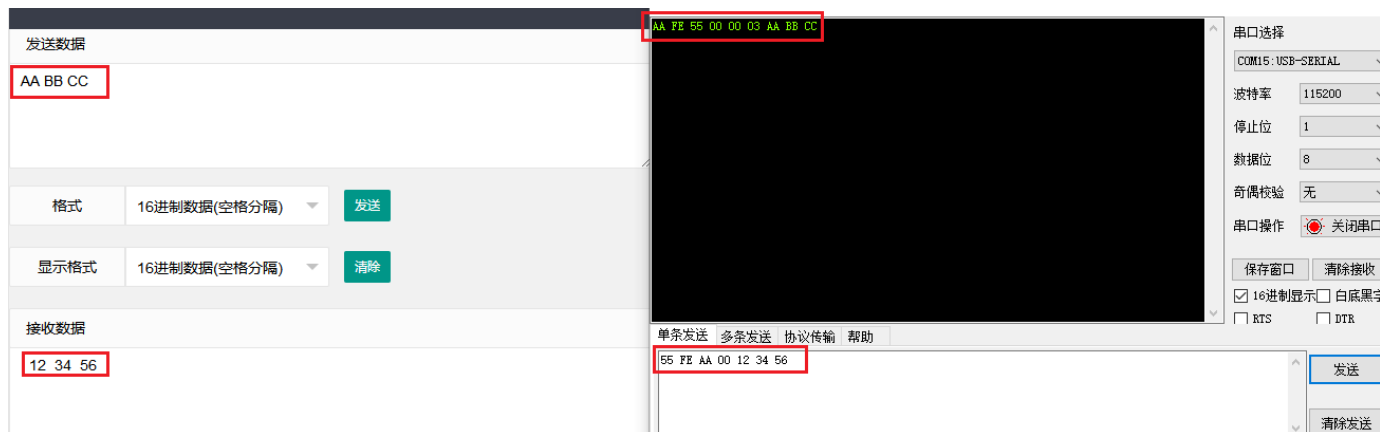 发送数据
AA BB CC
格式
16进制数据(空格分隔)
发送
显示格式
16进制数据(空格分隔)
清除
接收数据
12 34 56
AA FE 55 00 00 03 AA BB CC
串口选择
COM15:USB-SERIAL
波特率
115200
停止位
1
数据位
8
奇偶校验
无
串口操作
关闭串口
保存窗口
清除接收
16进制显示
白底黑字
RTS
DTR
单条发送
多条发送
协议传输
帮助
55 FE AA 00 12 34 56
发送
清除发送